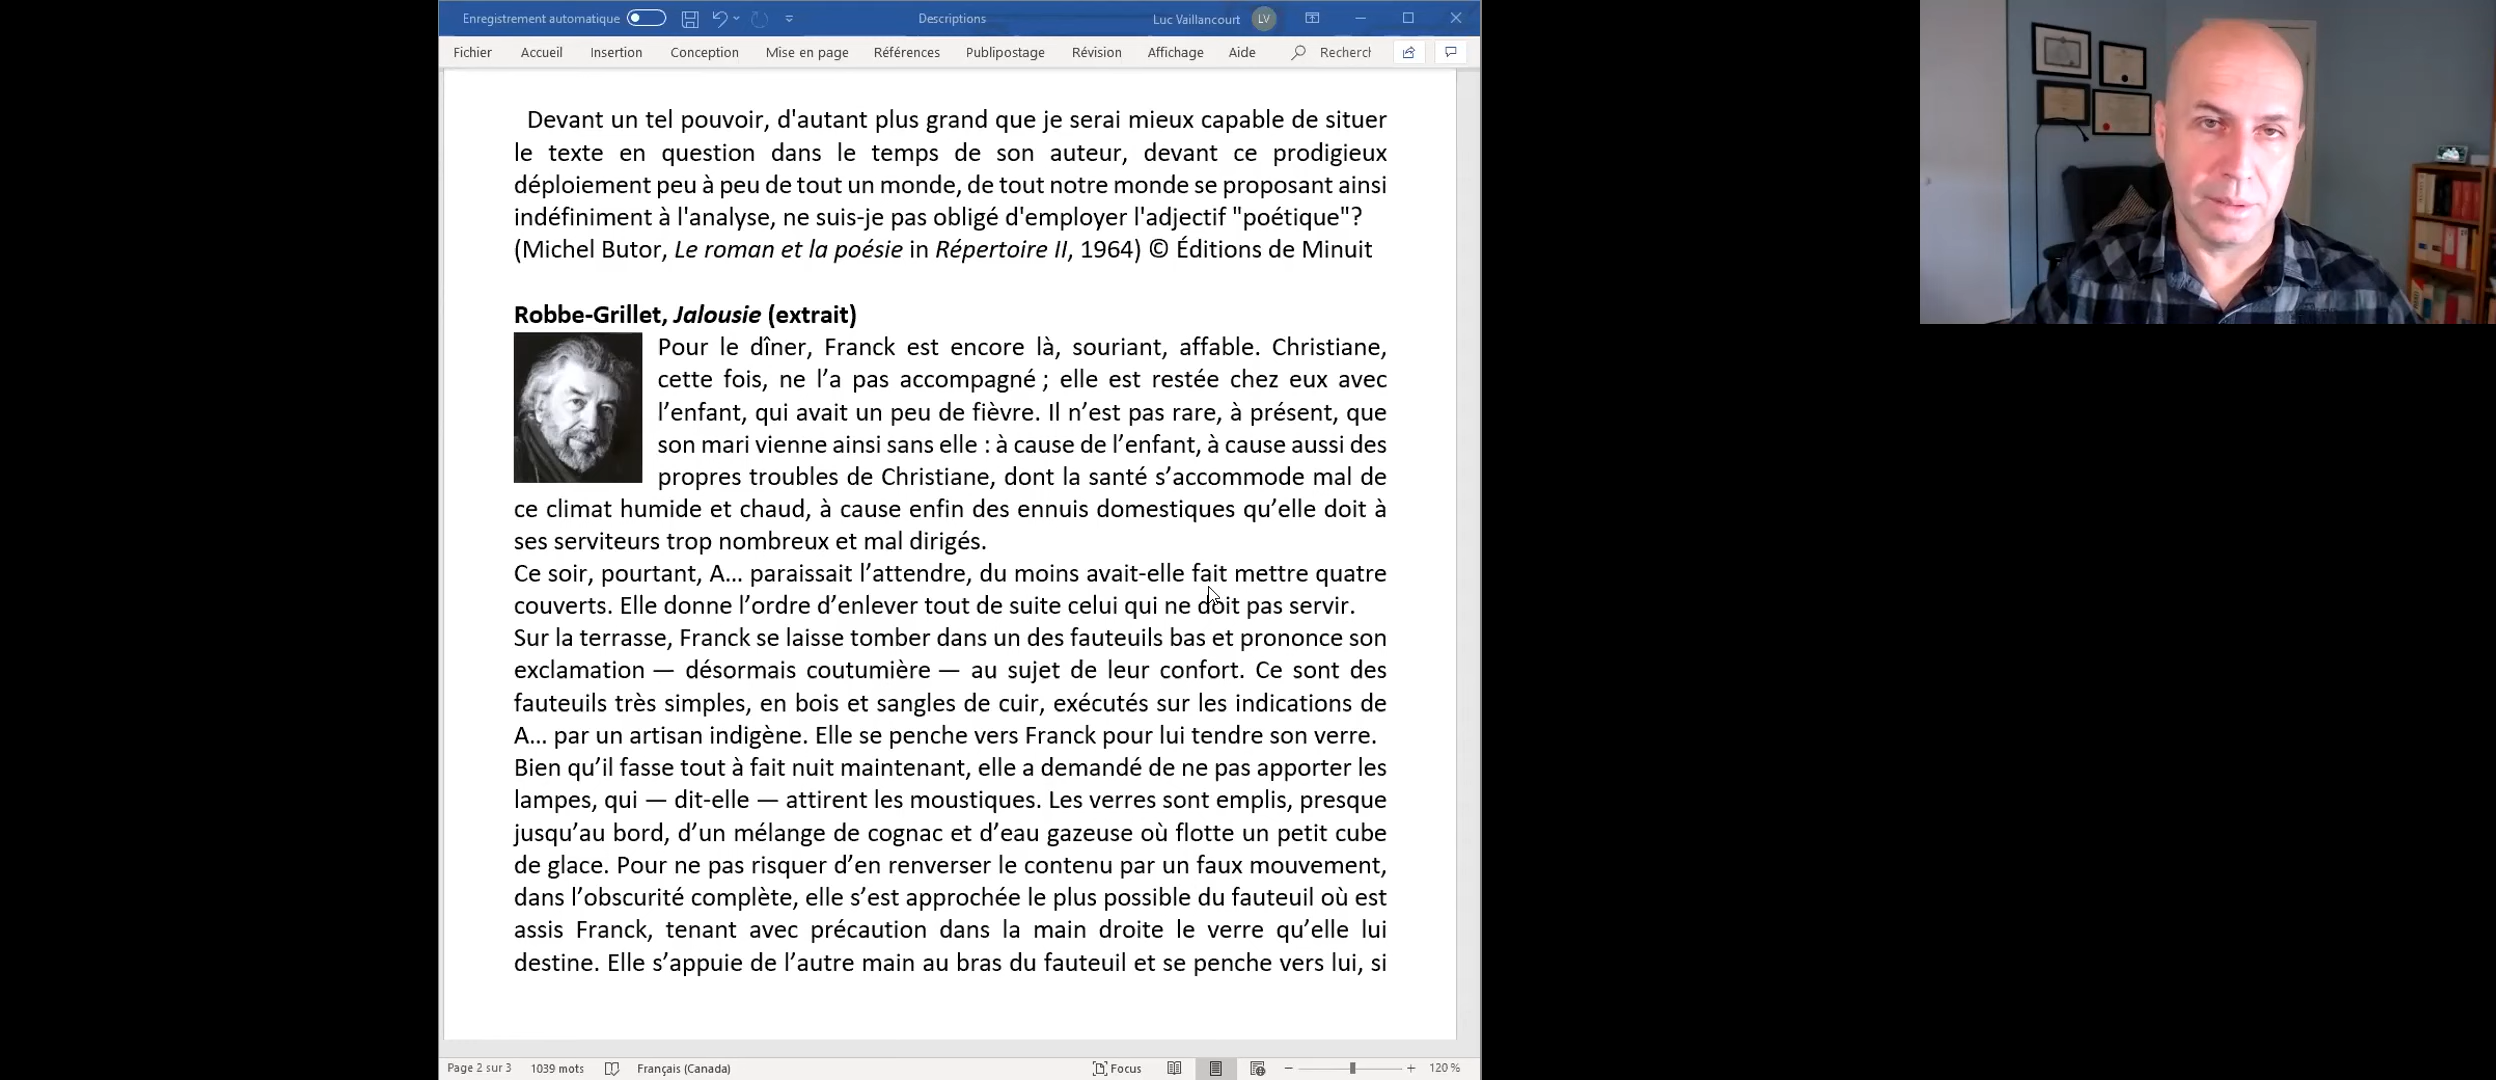 Enregistrement automatique
Descriptions
Luc Vaillancourt
LV
Fichier Accueil Insertion Conception Mise en page Références Publipostage Révision Affichage Aide Recherch
Devant un tel pouvoir, d'autant plus grand que je serai mieux capable de situer
le texte en question dans le temps de son auteur, devant ce prodigieux
déploiement peu à peu de tout un monde, de tout notre monde se proposant ainsi
indéfiniment à l'analyse, ne suis-je pas obligé d'employer l'adjectif "poétique"?
(Michel Butor, Le roman et la poésie in Répertoire II, 1964) © Éditions de Minuit
Robbe-Grillet, Jalousie (extrait)
Pour le dîner, Franck est encore là, souriant, affable. Christiane,
cette fois, ne l’a pas accompagné ; elle est restée chez eux avec
l’enfant, qui avait un peu de fièvre. Il n’est pas rare, à présent, que
son mari vienne ainsi sans elle : à cause de l’enfant, à cause aussi des
propres troubles de Christiane, dont la santé s’accommode mal de
ce climat humide et chaud, à cause enfin des ennuis domestiques qu’elle doit à
ses serviteurs trop nombreux et mal dirigés.
Ce soir, pourtant, A... paraissait l’attendre, du moins avait-elle fait mettre quatre
couverts. Elle donne l’ordre d’enlever tout de suite celui qui ne doit pas servir.
Sur la terrasse, Franck se laisse tomber dans un des fauteuils bas et prononce son
exclamation — désormais coutumière — au sujet de leur confort. Ce sont des
fauteuils très simples, en bois et sangles de cuir, exécutés sur les indications de
A... par un artisan indigène. Elle se penche vers Franck pour lui tendre son verre.
Bien qu’il fasse tout à fait nuit maintenant, elle a demandé de ne pas apporter les
lampes, qui — dit-elle — attirent les moustiques. Les verres sont emplis, presque
jusqu’au bord, d’un mélange de cognac et d’eau gazeuse où flotte un petit cube
de glace. Pour ne pas risquer d’en renverser le contenu par un faux mouvement,
dans l’obscurité complète, elle s’est approchée le plus possible du fauteuil où est
assis Franck, tenant avec précaution dans la main droite le verre qu’elle lui
destine. Elle s’appuie de l’autre main au bras du fauteuil et se penche vers lui, si
Page 2 sur 3 1039 mots Français (Canada) Focus 120 %